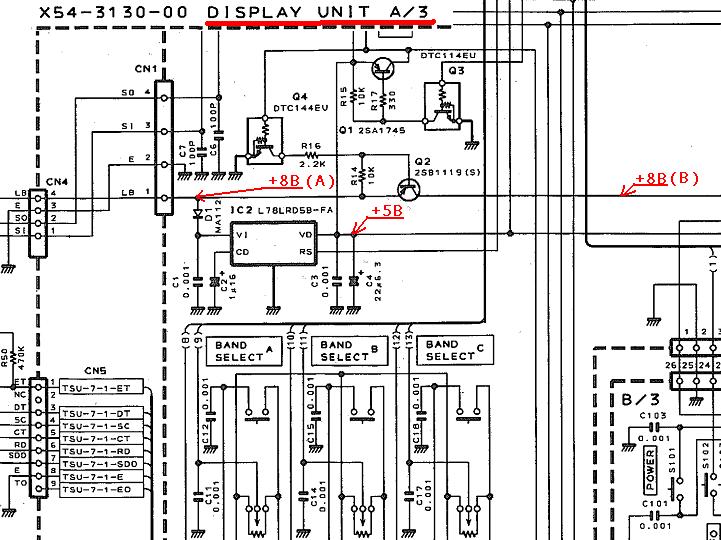 X54-3130-00 DISPLAY UNIT A/3
CN1
SO 4
SI 3
E 2
LB 1
C7
100P
C6
100P
Q4
DTC144EV
DTC114EU
Q3
R15
10K
R17
330
Q1 2SA1745
R16
2.2K
R14
10K
Q2
2SB1119(S)
+8B(A)
+8B(B)
+5B
CN4
LB 4
E 3
SO 2
SI 1
D1
MA112
IC2 L78LR05B-FA
VI
VO
CD
RS
C1
0.001
C2
1μ16
C3
0.001
C4
22μ6.3
(8)
(9)
(10)
(11)
(12)
(13)
(1)
BAND
SELECT A
BAND
SELECT B
BAND
SELECT C
R50
470K
CN5
ET 1 TSU-7-1-ET
NC 2
DT 3 TSU-7-1-DT
SC 4 TSU-7-1-SC
CT 5 TSU-7-1-CT
RD 6 TSU-7-1-RD
SDO 7 TSU-7-1-SDO
E 8 TSU-7-1-E
TO 9 TSU-7-1-EO
C12
0.001
C15
0.001
C18
0.001
C11
0.001
C14
0.001
C17
0.001
1 2 3
26 25 24 2
B/3
C103
0.001
POWER
S101
S102
C101
0.001